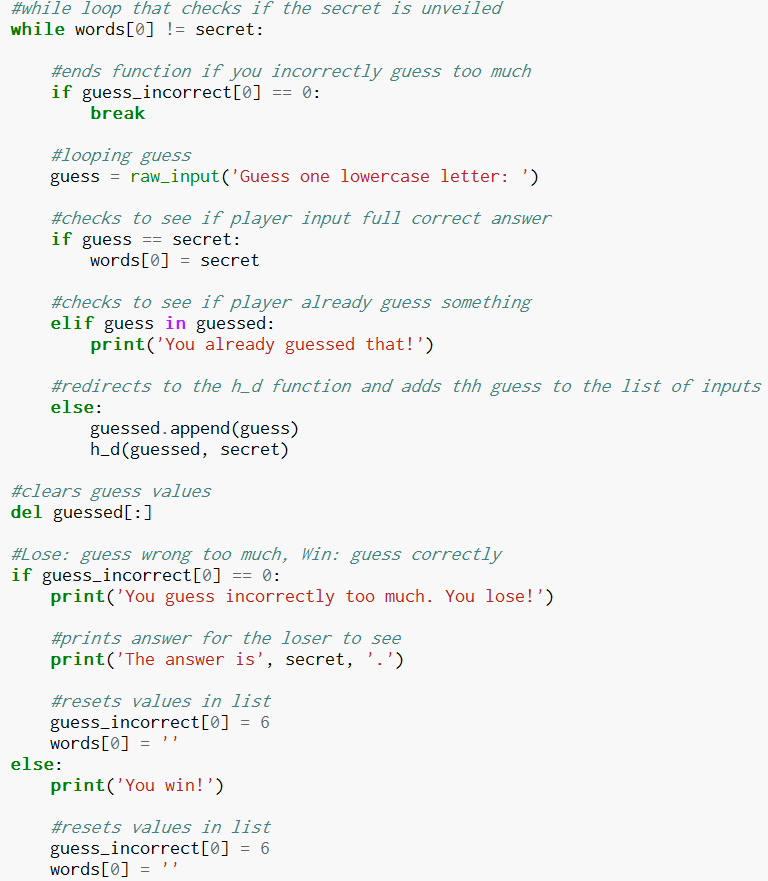 #while loop that checks if the secret is unveiled
while words[0] != secret:
#ends function if you incorrectly guess too much
if guess_incorrect[0] == 0:
break
#looping guess
guess = raw_input('Guess one lowercase letter: ')
#checks to see if player input full correct answer
if guess == secret:
words[0] = secret
#checks to see if player already guess something
elif guess in guessed:
print('You already guessed that!')
#redirects to the h_d function and adds thh guess to the list of inputs
else:
guessed.append(guess)
h_d(guessed, secret)
#clears guess values
del guessed[:]
#Lose: guess wrong too much, Win: guess correctly
if guess_incorrect[0] == 0:
print('You guess incorrectly too much. You lose!')
#prints answer for the loser to see
print('The answer is', secret, '.')
#resets values in list
guess_incorrect[0] = 6
words[0] = ''
else:
print('You win!')
#resets values in list
guess_incorrect[0] = 6
words[0] = ''